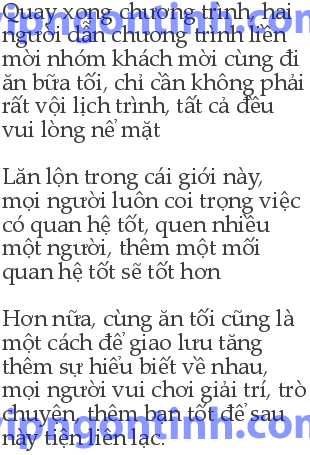 Quay xong chương trình, hai
người dẫn chương trình liền
mời nhóm khách mời cùng đi
ăn bữa tối, chỉ cần không phải
rất vội lịch trình, tất cả đều
vui lòng nể mặt
Lăn lộn trong cái giới này,
mọi người luôn coi trọng việc
có quan hệ tốt, quen nhiều
một người, thêm một mối
quan hệ tốt sẽ tốt hơn
Hơn nữa, cùng ăn tối cũng là
một cách để giao lưu tăng
thêm sự hiểu biết về nhau,
mọi người vui chơi giải trí, trò
chuyện, thêm bạn tốt để sau
này tiện liên lạc.
vipngontinh.com
vipngontinh.com